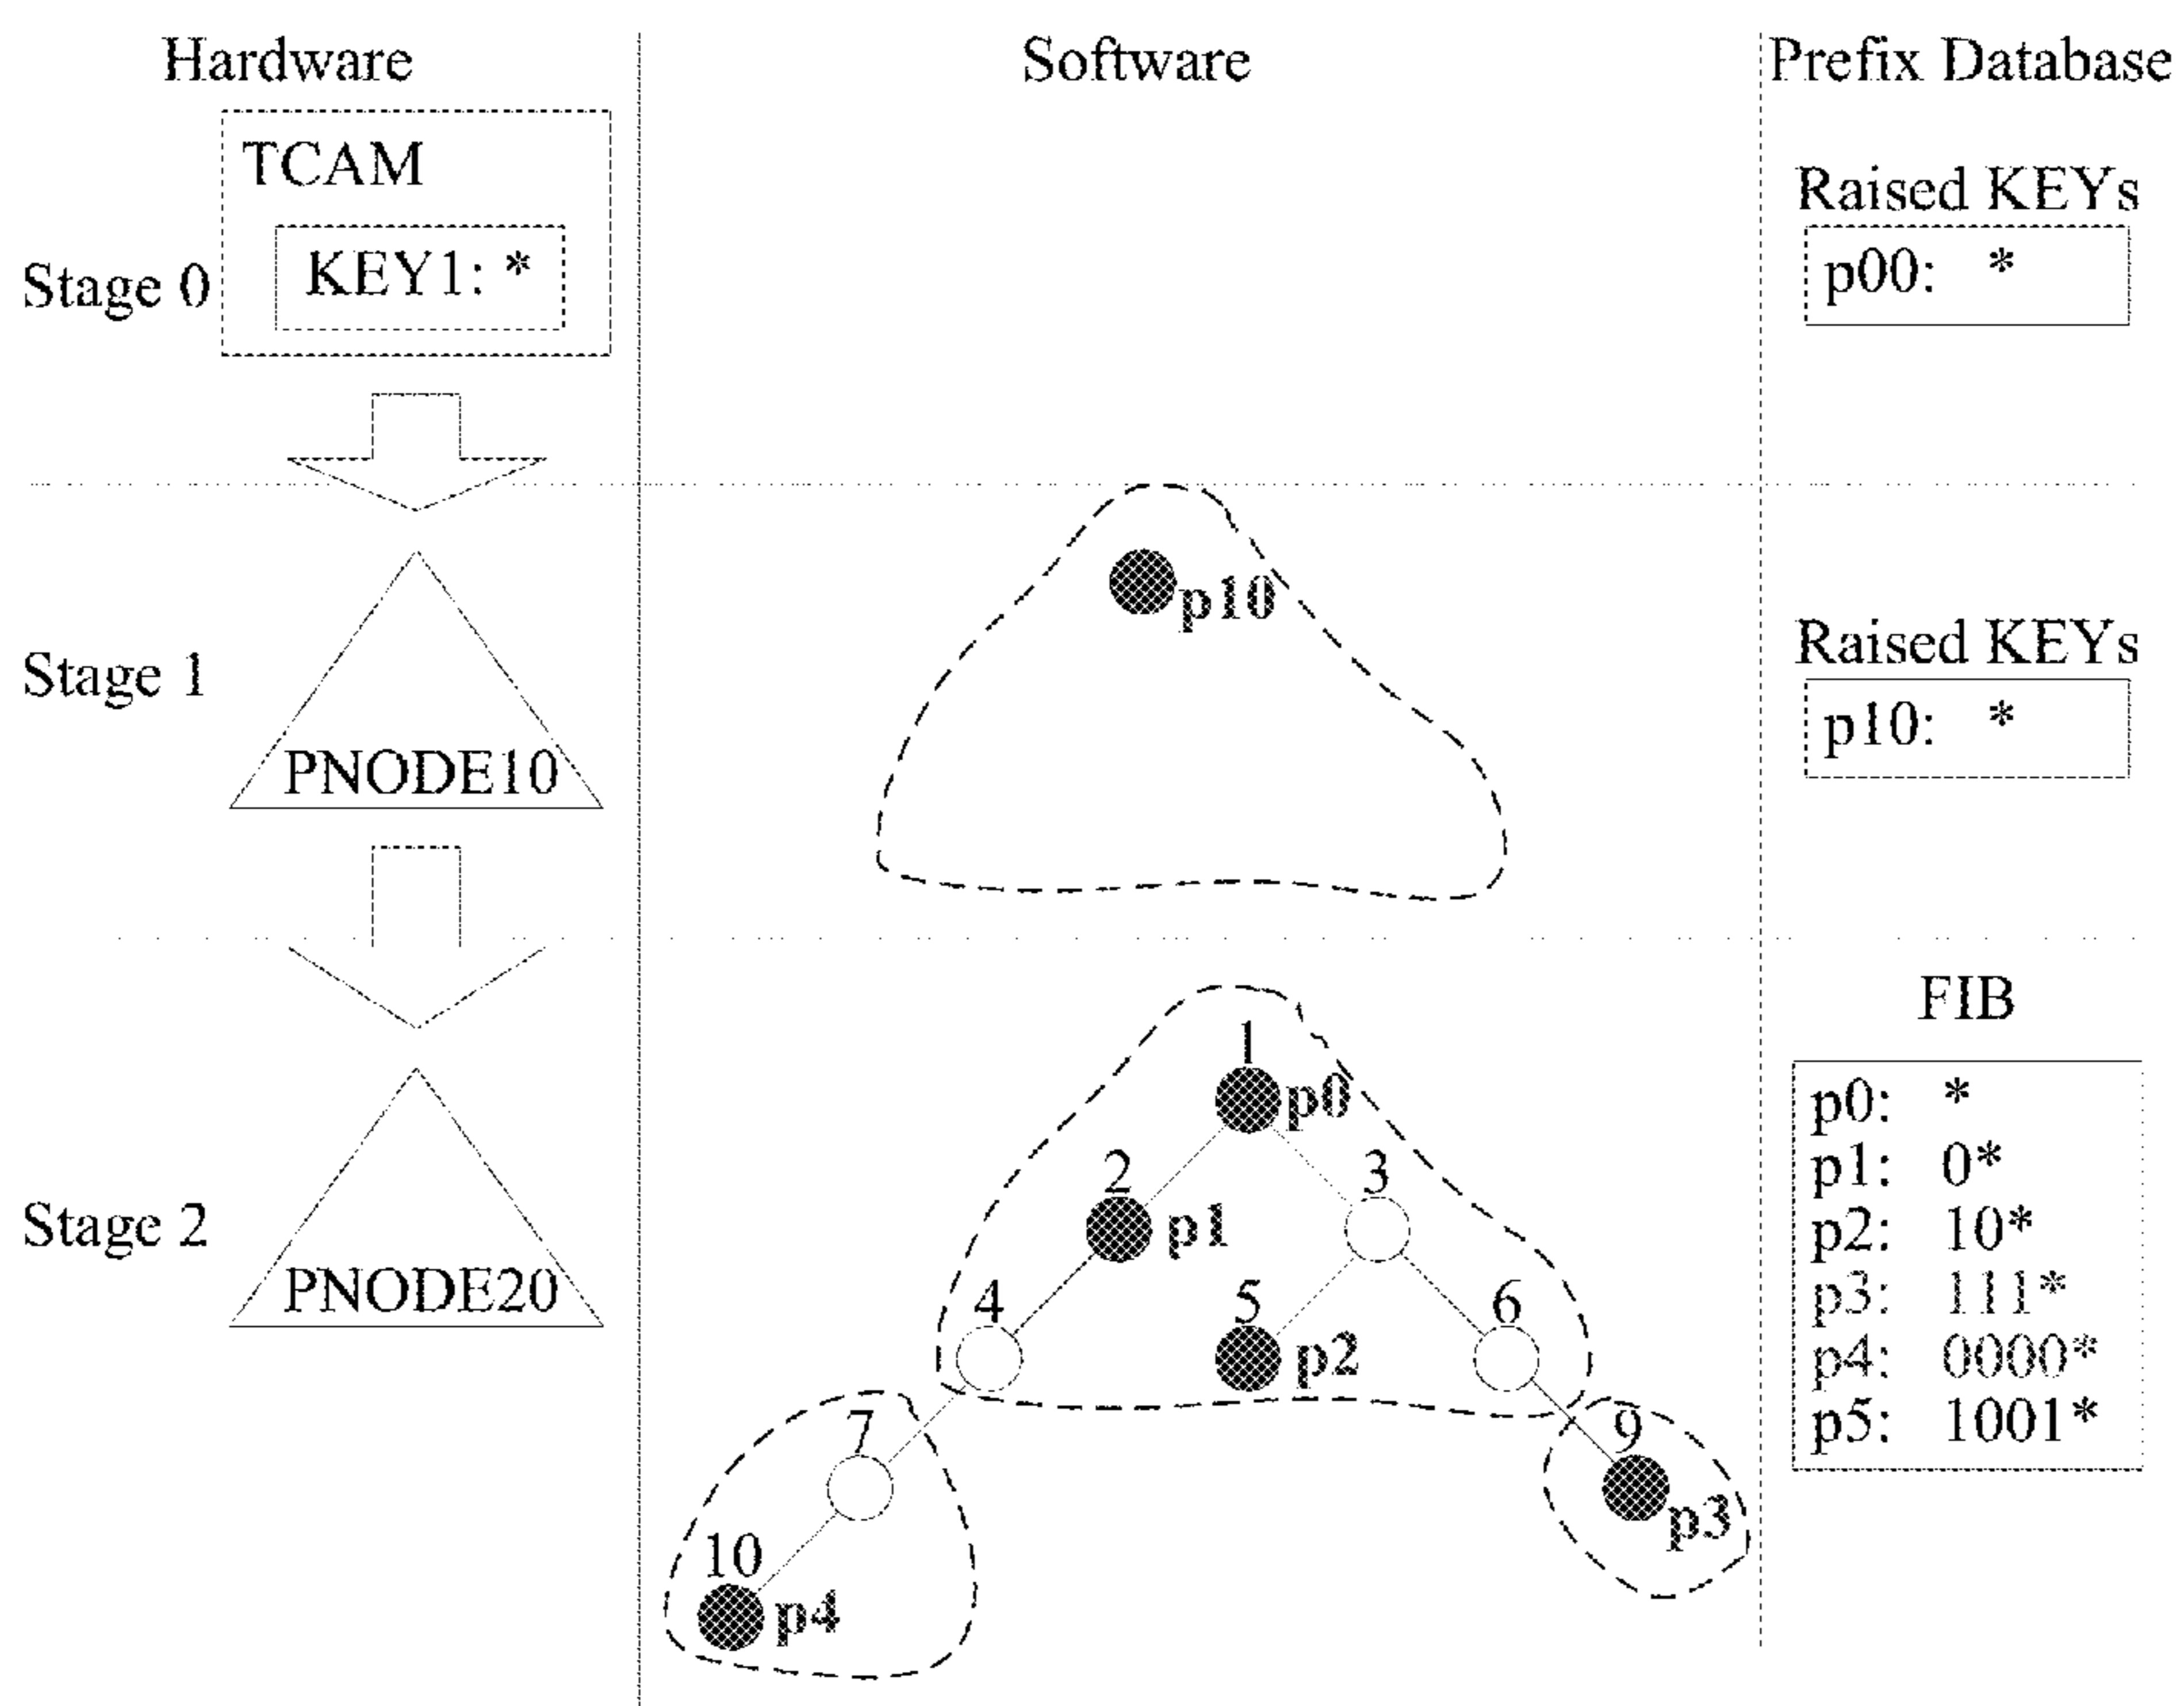 Hardware
Software
Prefix Database
TCAM
KEY1: *
Stage 0
Raised KEYs
p00: *
p10
Stage 1
PNODE10
Raised KEYs
p10: *
FIB
1
p0
2
p1
3
4
5
p2
6
Stage 2
PNODE20
p0: *
p1: 0*
p2: 10*
p3: 111*
p4: 0000*
p5: 1001*
7
9
p3
10
p4